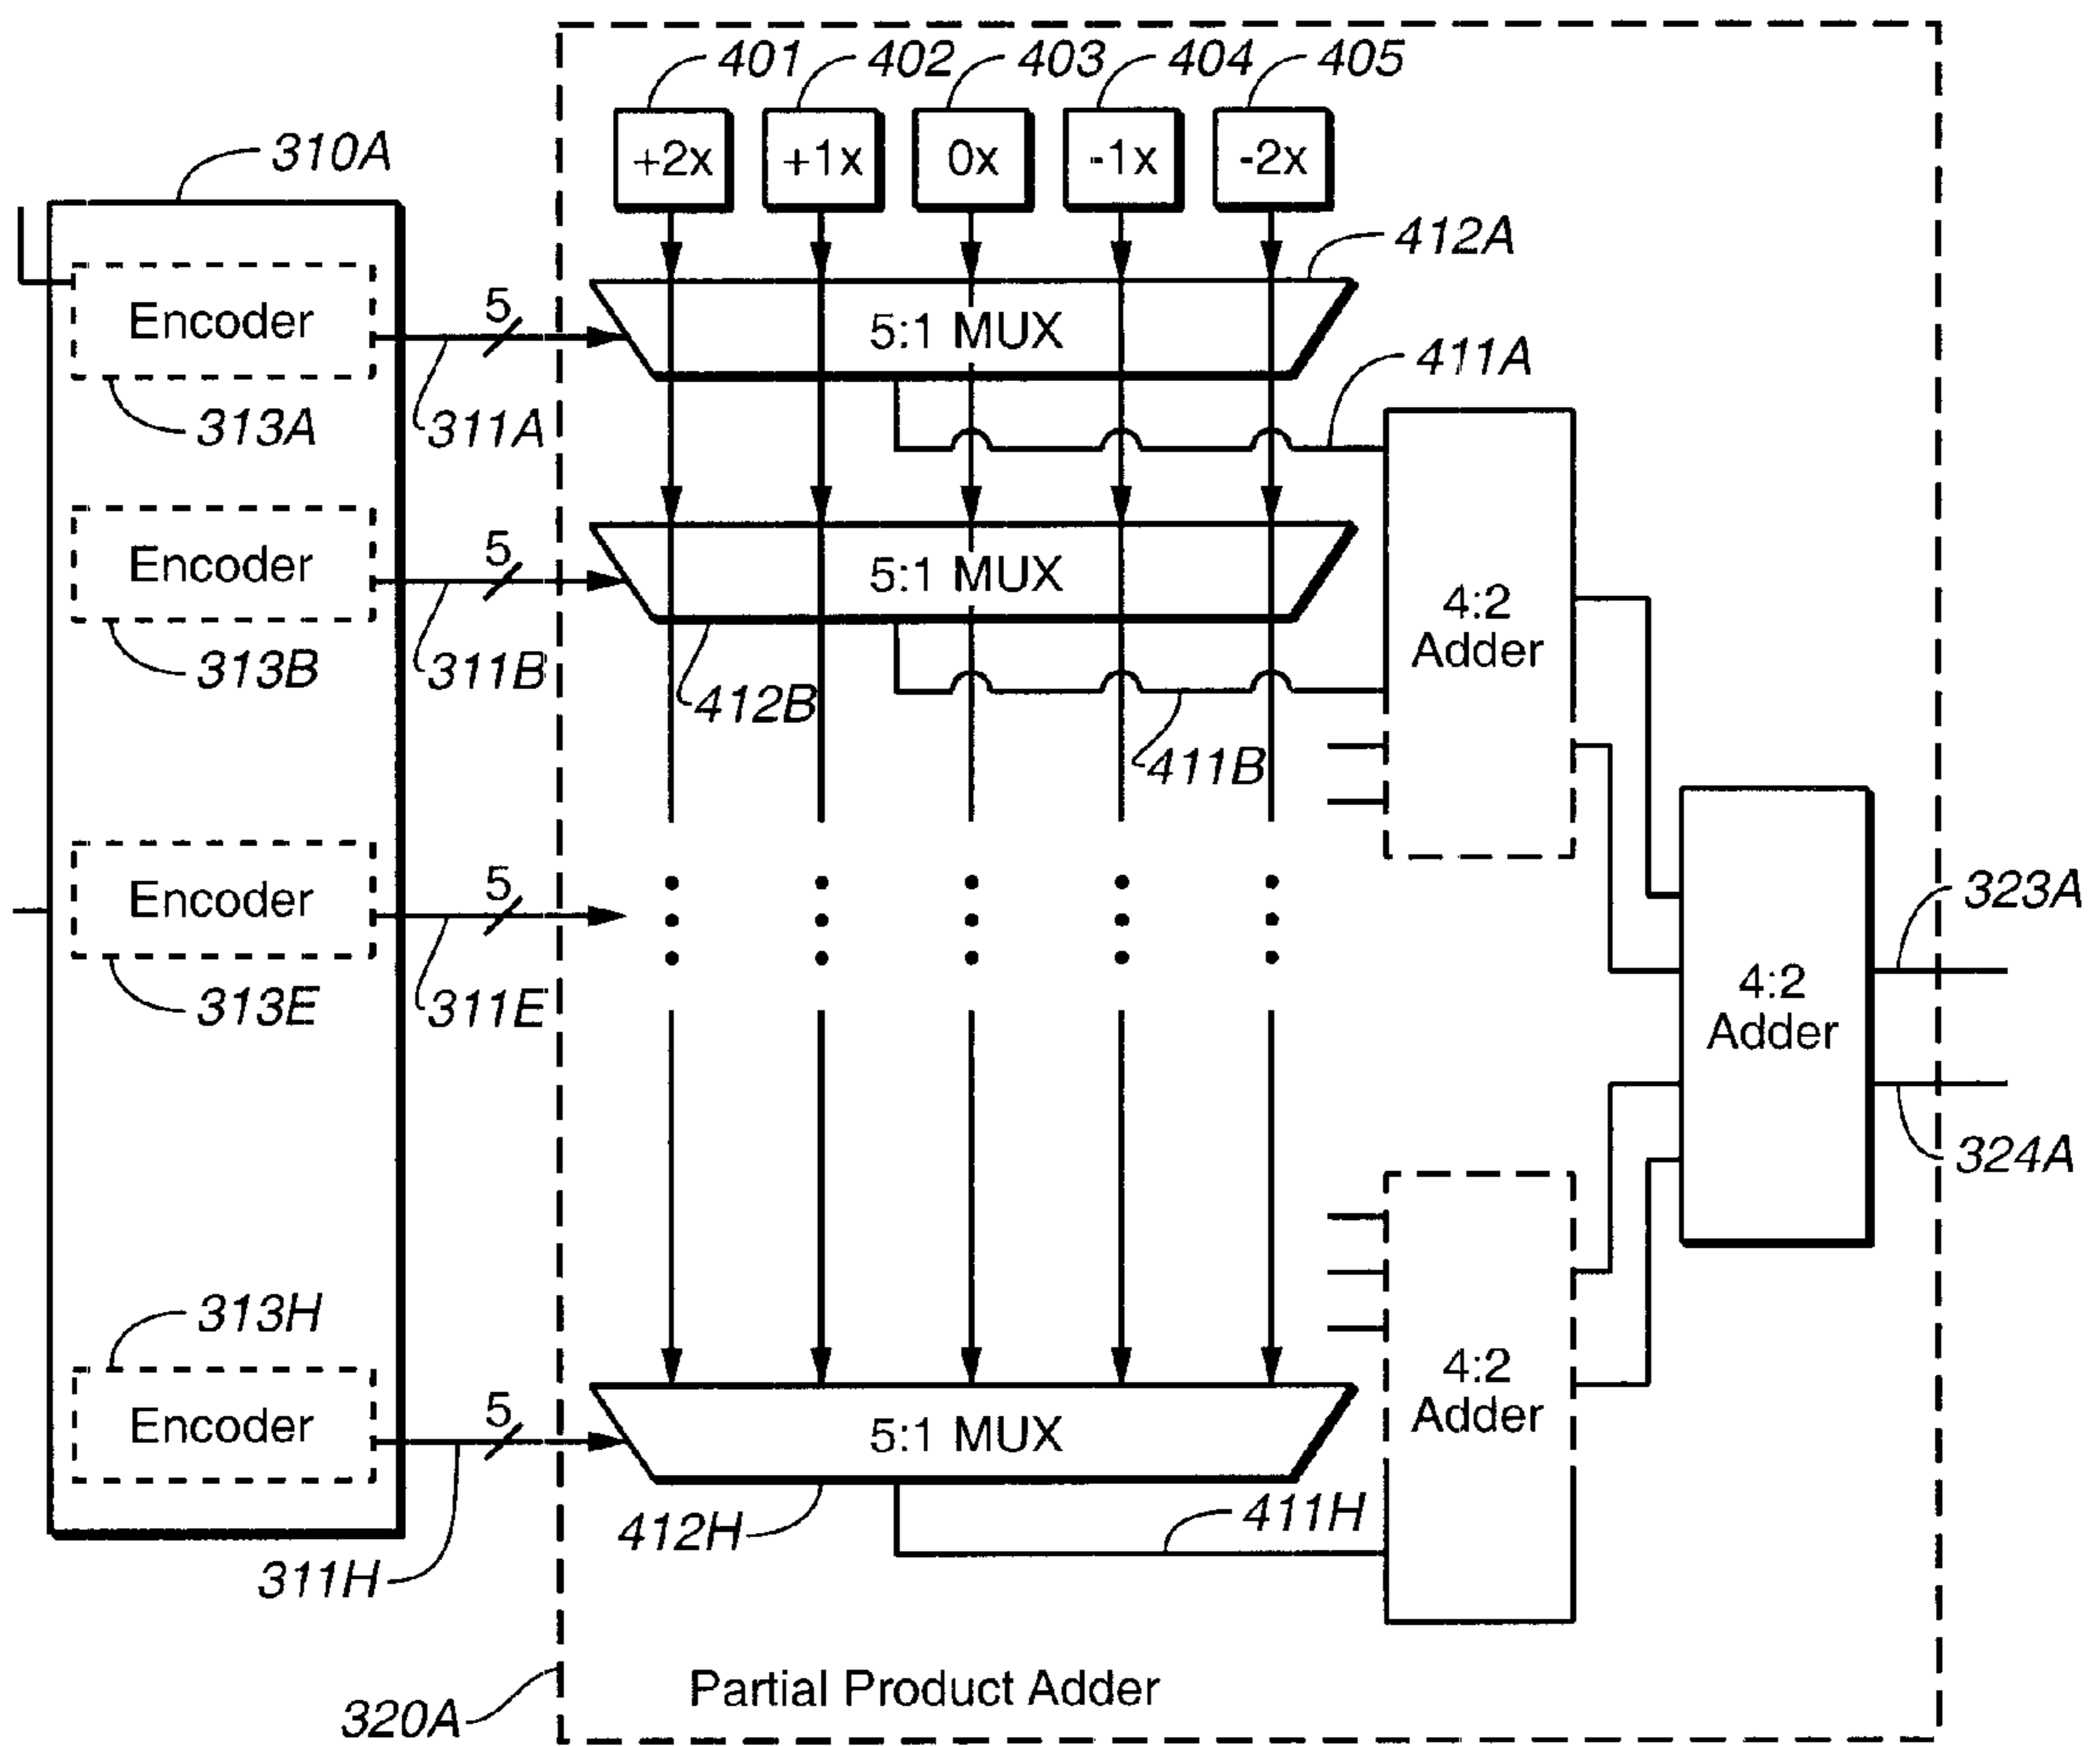 401 402 403 404 405
310A
+2x +1x 0x -1x -2x
412A
Encoder 5 5:1 MUX
411A
313A 311A
Encoder 5 5:1 MUX
4:2
Adder
313B 311B 412B
411B
Encoder 5
323A
313E 311E
4:2
Adder
324A
313H
4:2
Adder
Encoder 5 5:1 MUX
412H 411H
311H
Partial Product Adder
320A